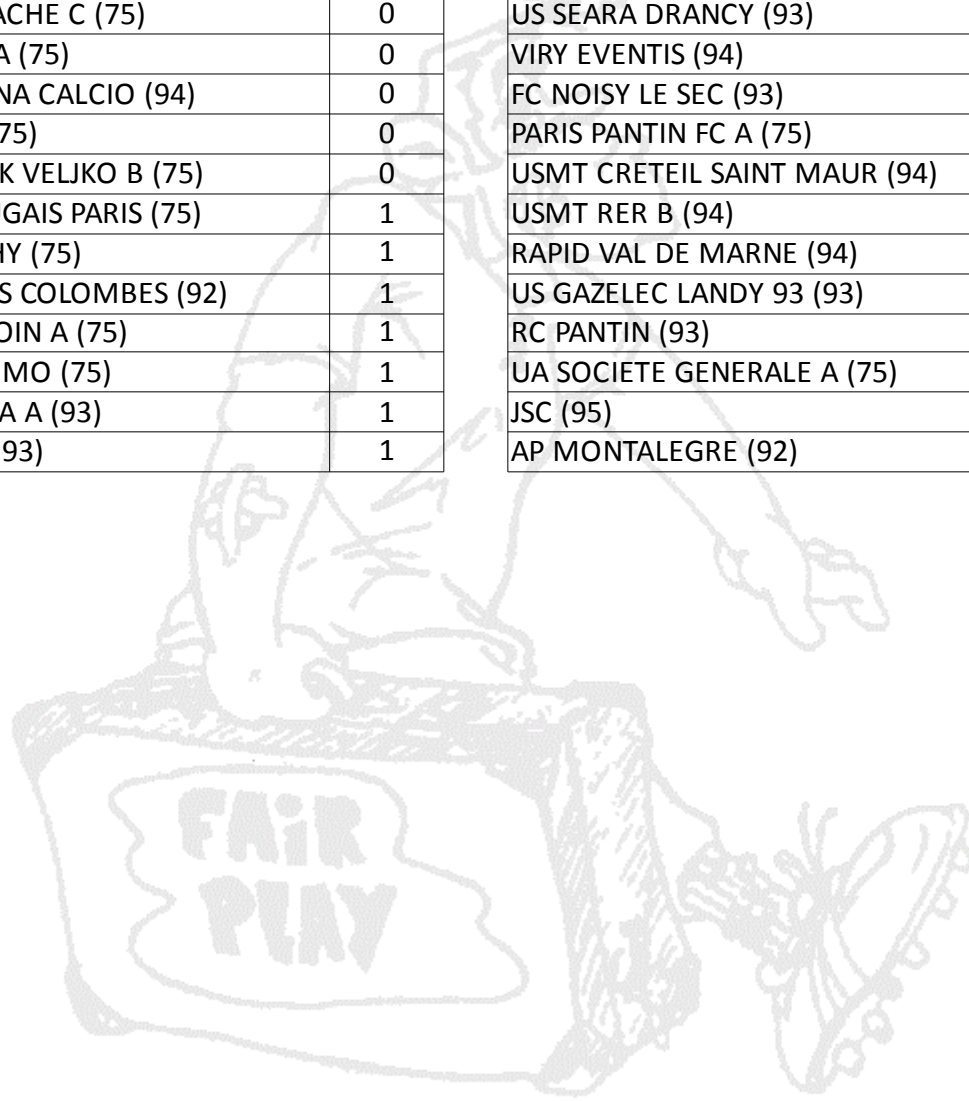 ACHE C (75) 0 US SEARA DRANCY (93)
A (75) 0 VIRY EVENTIS (94)
NA CALCIO (94) 0 FC NOISY LE SEC (93)
75) 0 PARIS PANTIN FC A (75)
K VELJKO B (75) 0 USMT CRETEIL SAINT MAUR (94)
UGAIS PARIS (75) 1 USMT RER B (94)
HY (75) 1 RAPID VAL DE MARNE (94)
S COLOMBES (92) 1 US GAZELEC LANDY 93 (93)
OIN A (75) 1 RC PANTIN (93)
MO (75) 1 UA SOCIETE GENERALE A (75)
A A (93) 1 JSC (95)
93) 1 AP MONTALEGRE (92)
FAiR
PLAY